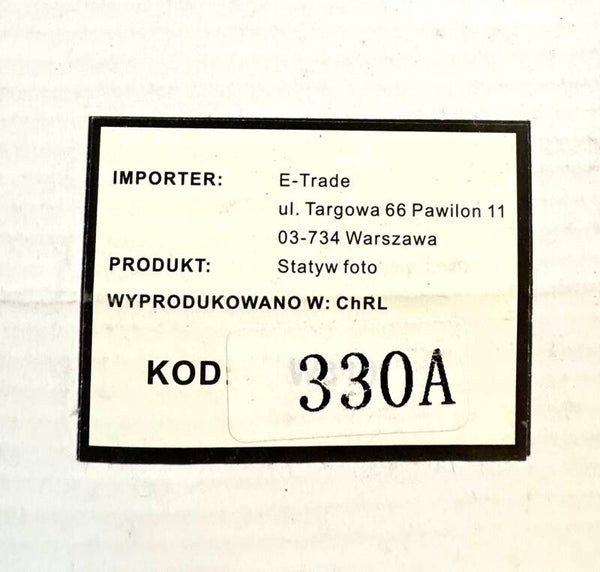 IMPORTER: E-Trade
ul. Targowa 66 Pawilon 11
03-734 Warszawa
PRODUKT: Statyw foto
WYPRODUKOWANO W: ChRL
KOD: 330A